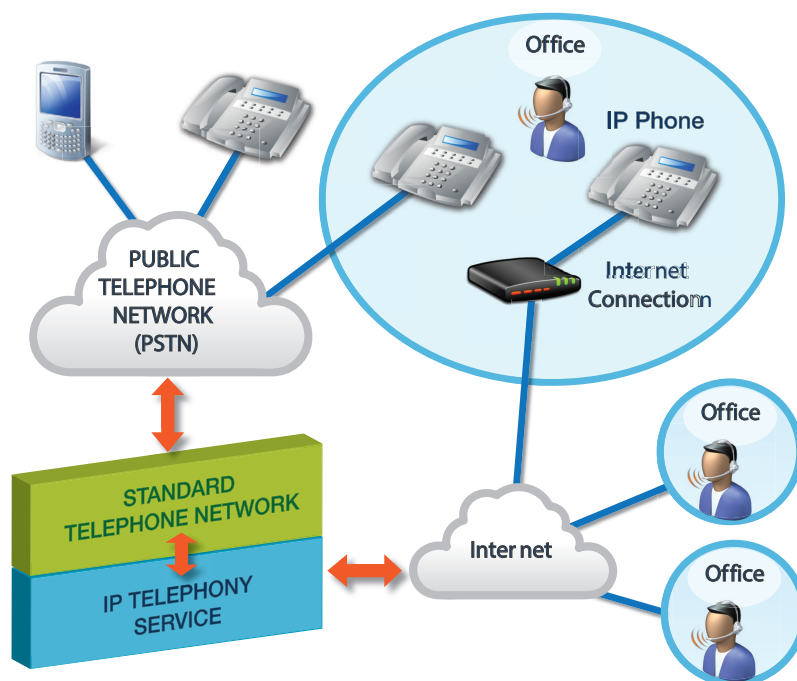 Office
IP Phone
PUBLIC
TELEPHONE
NETWORK
(PSTN)
Internet
Connection
Office
STANDARD
TELEPHONE NETWORK
Internet
IP TELEPHONY
SERVICE
Office